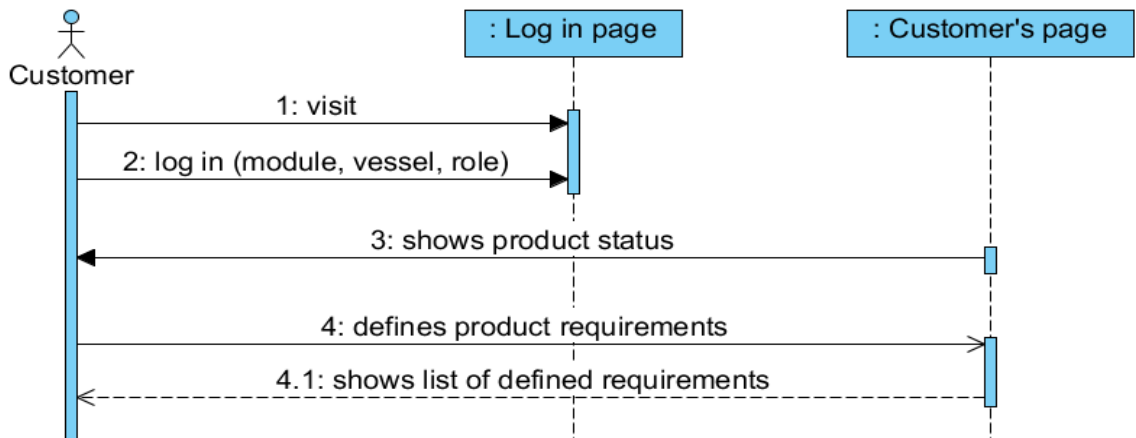 : Log in page
: Customer's page
Customer
1: visit
2: log in (module, vessel, role)
3: shows product status
4: defines product requirements
4.1: shows list of defined requirements